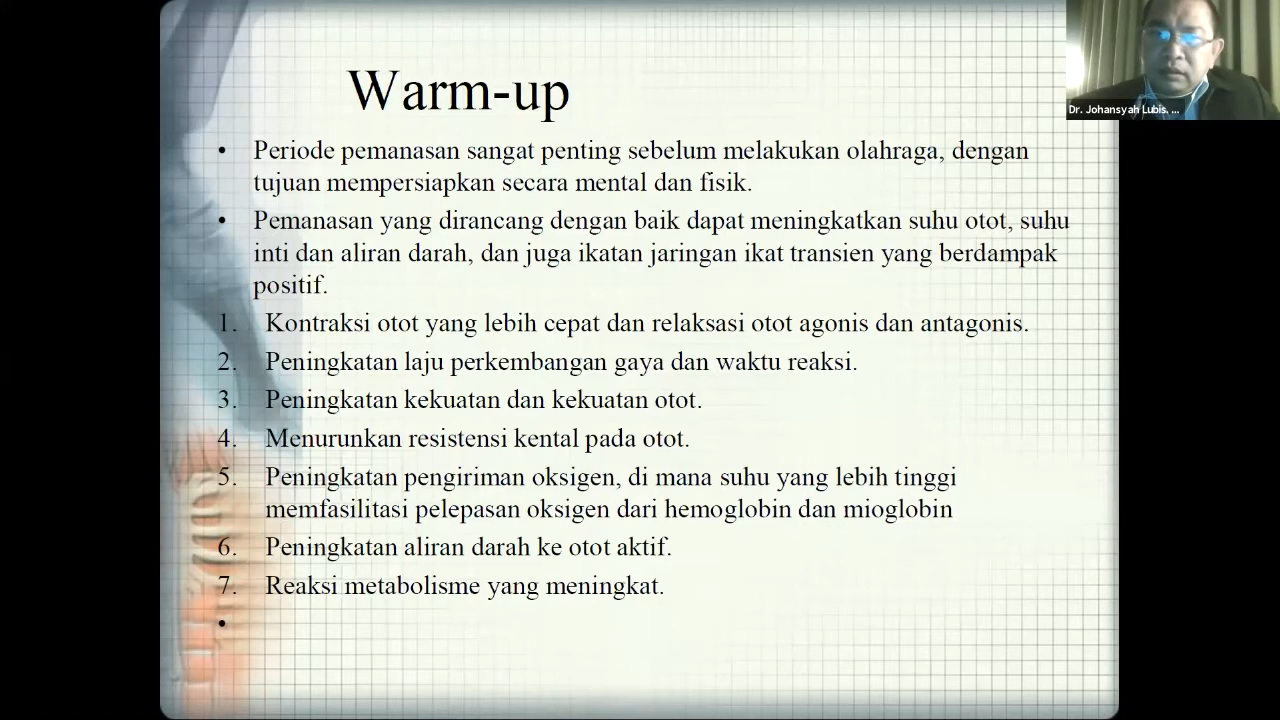 Warm-up
Dr. Johansyah Lubis. ...
• Periode pemanasan sangat penting sebelum melakukan olahraga, dengan
tujuan mempersiapkan secara mental dan fisik.
• Pemanasan yang dirancang dengan baik dapat meningkatkan suhu otot, suhu
inti dan aliran darah, dan juga ikatan jaringan ikat transien yang berdampak
positif.
1. Kontraksi otot yang lebih cepat dan relaksasi otot agonis dan antagonis.
2. Peningkatan laju perkembangan gaya dan waktu reaksi.
3. Peningkatan kekuatan dan kekuatan otot.
4. Menurunkan resistensi kental pada otot.
5. Peningkatan pengiriman oksigen, di mana suhu yang lebih tinggi
memfasilitasi pelepasan oksigen dari hemoglobin dan mioglobin
6. Peningkatan aliran darah ke otot aktif.
7. Reaksi metabolisme yang meningkat.
•